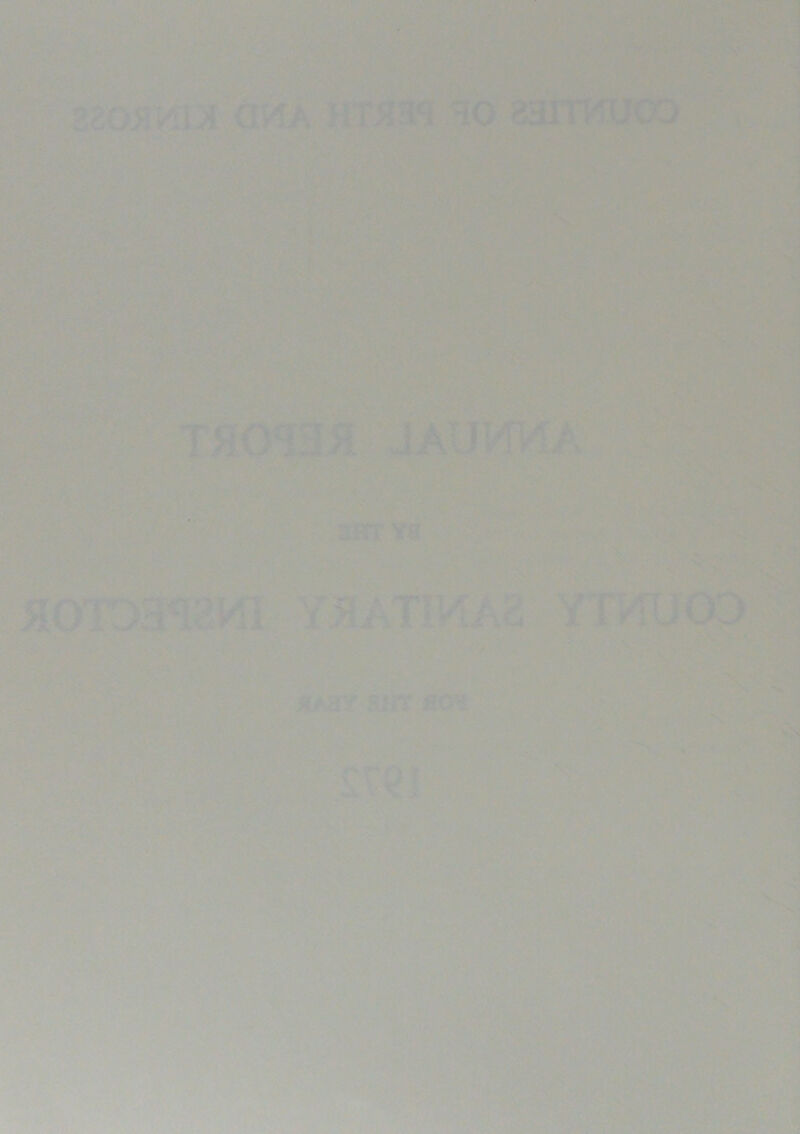 COUNTIES OF PERTH AND KINROSS
ANNUAL REPORT
BY THE
COUNTY SANITARY INSPECTOR
FOR THE YEAR
1972